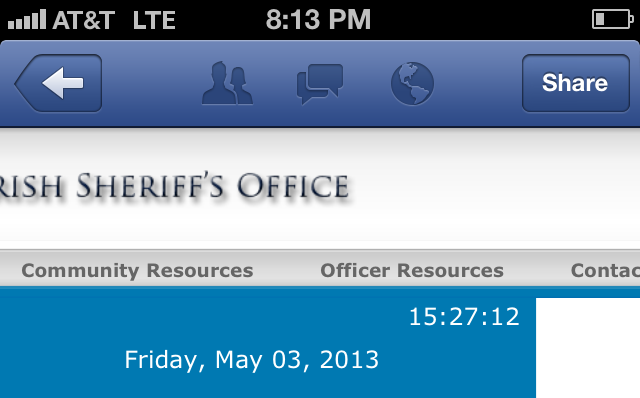 AT&T LTE 8:13 PM
Share
RISH SHERIFF'S OFFICE
Community Resources Officer Resources Contac
15:27:12
Friday, May 03, 2013